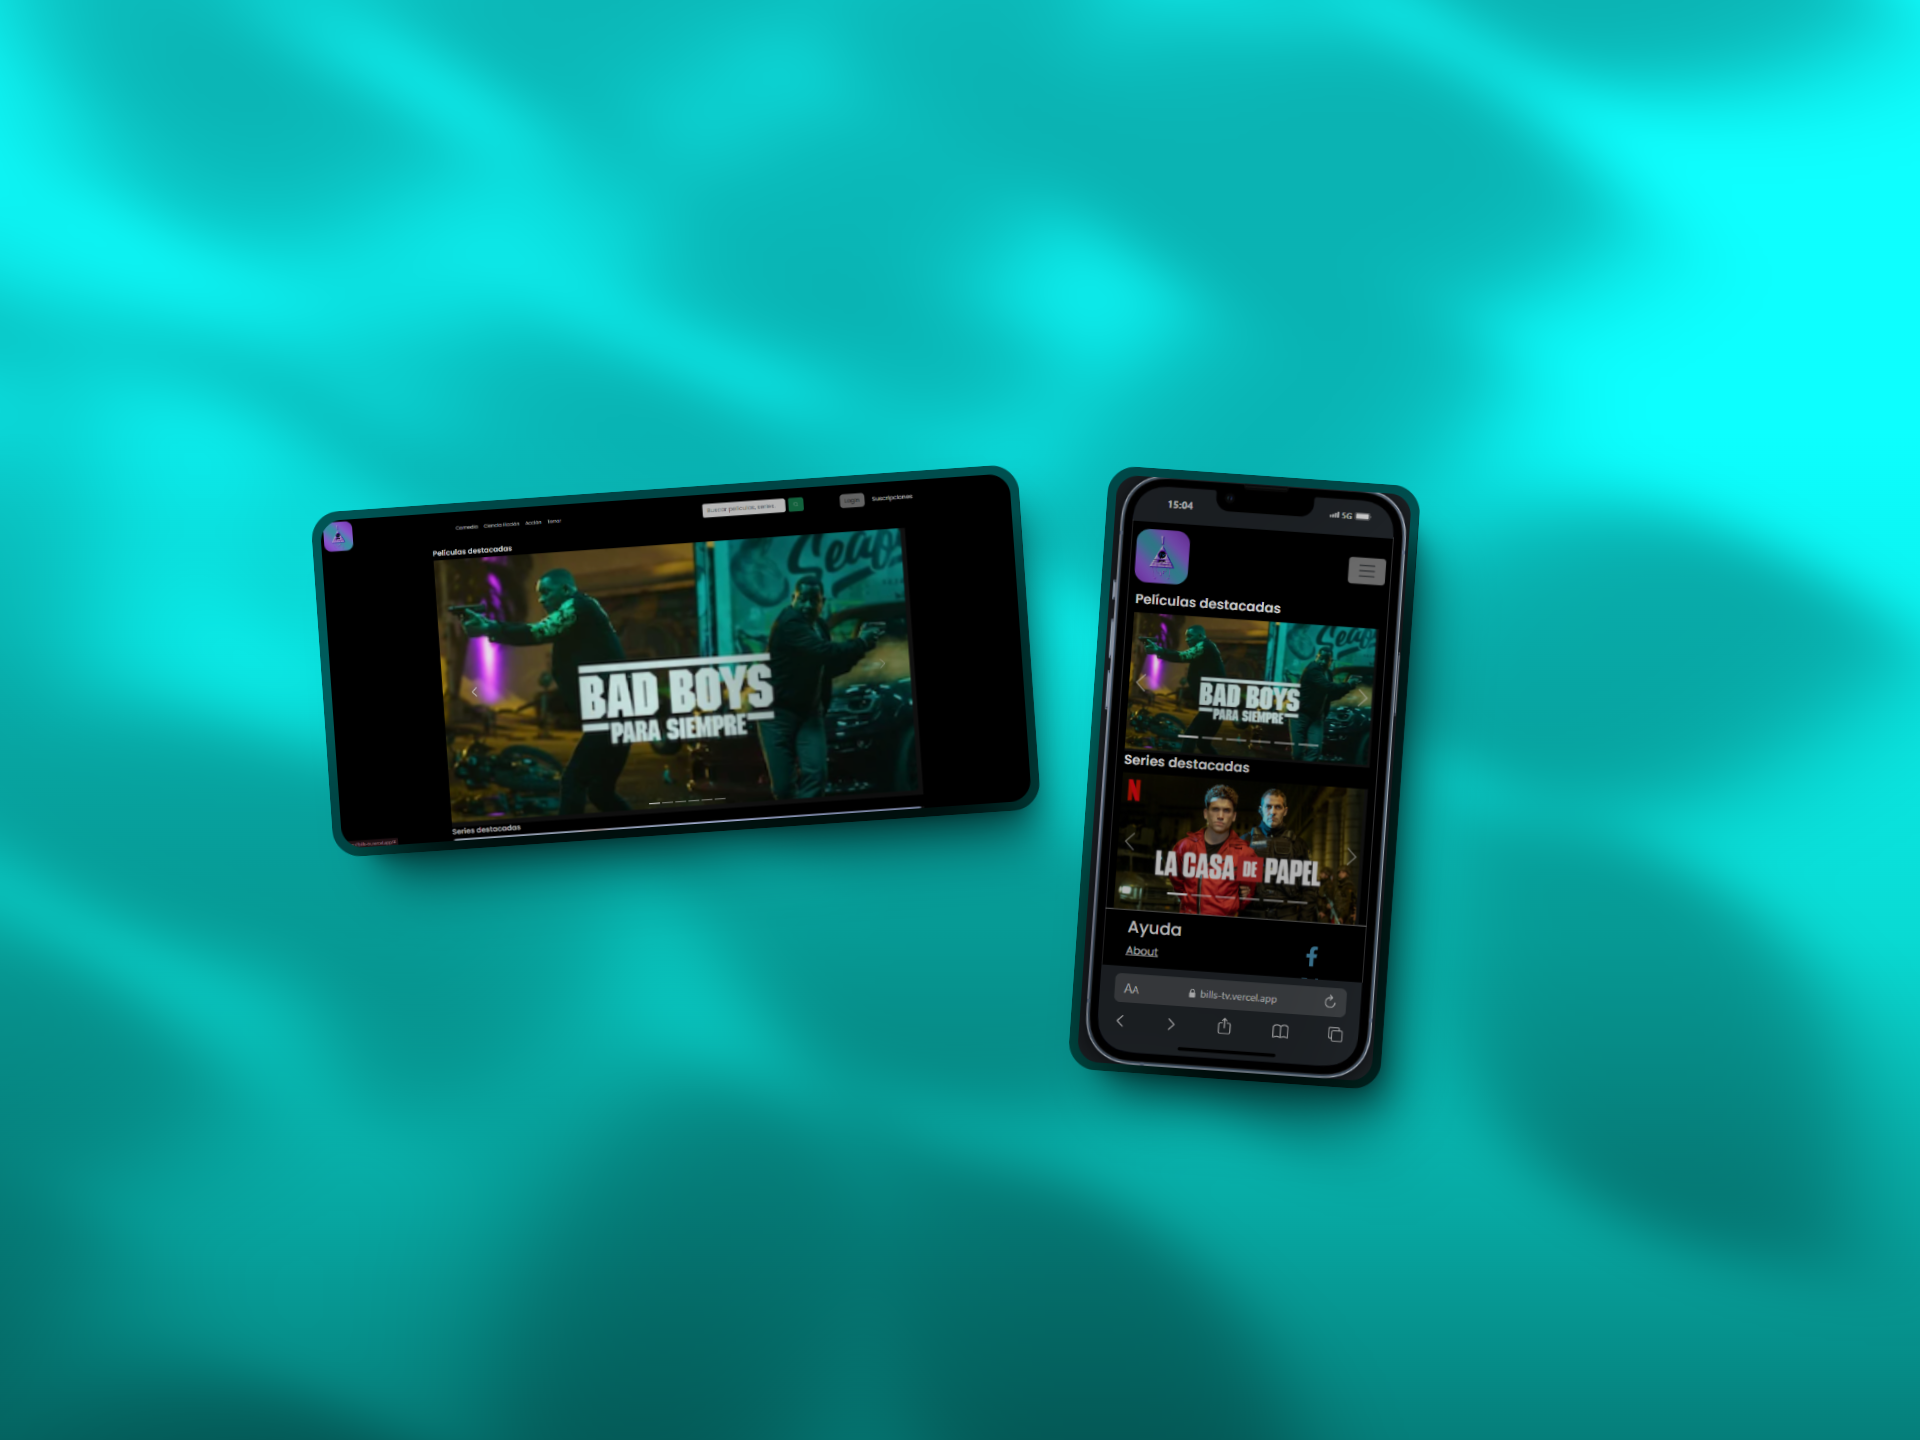 Comedia Ciencia ficción Acción Terror
Buscar películas, series
Login
Suscripciones
Películas destacadas
Seño
BAD BOYS
PARA SIEMPRE
Series destacadas
15:04
5G
Películas destacadas
BAD BOYS
PARA SIEMPRE
Series destacadas
N
LA CASA DE PAPEL
Ayuda
About
f
AA
bills-tv.vercel.app